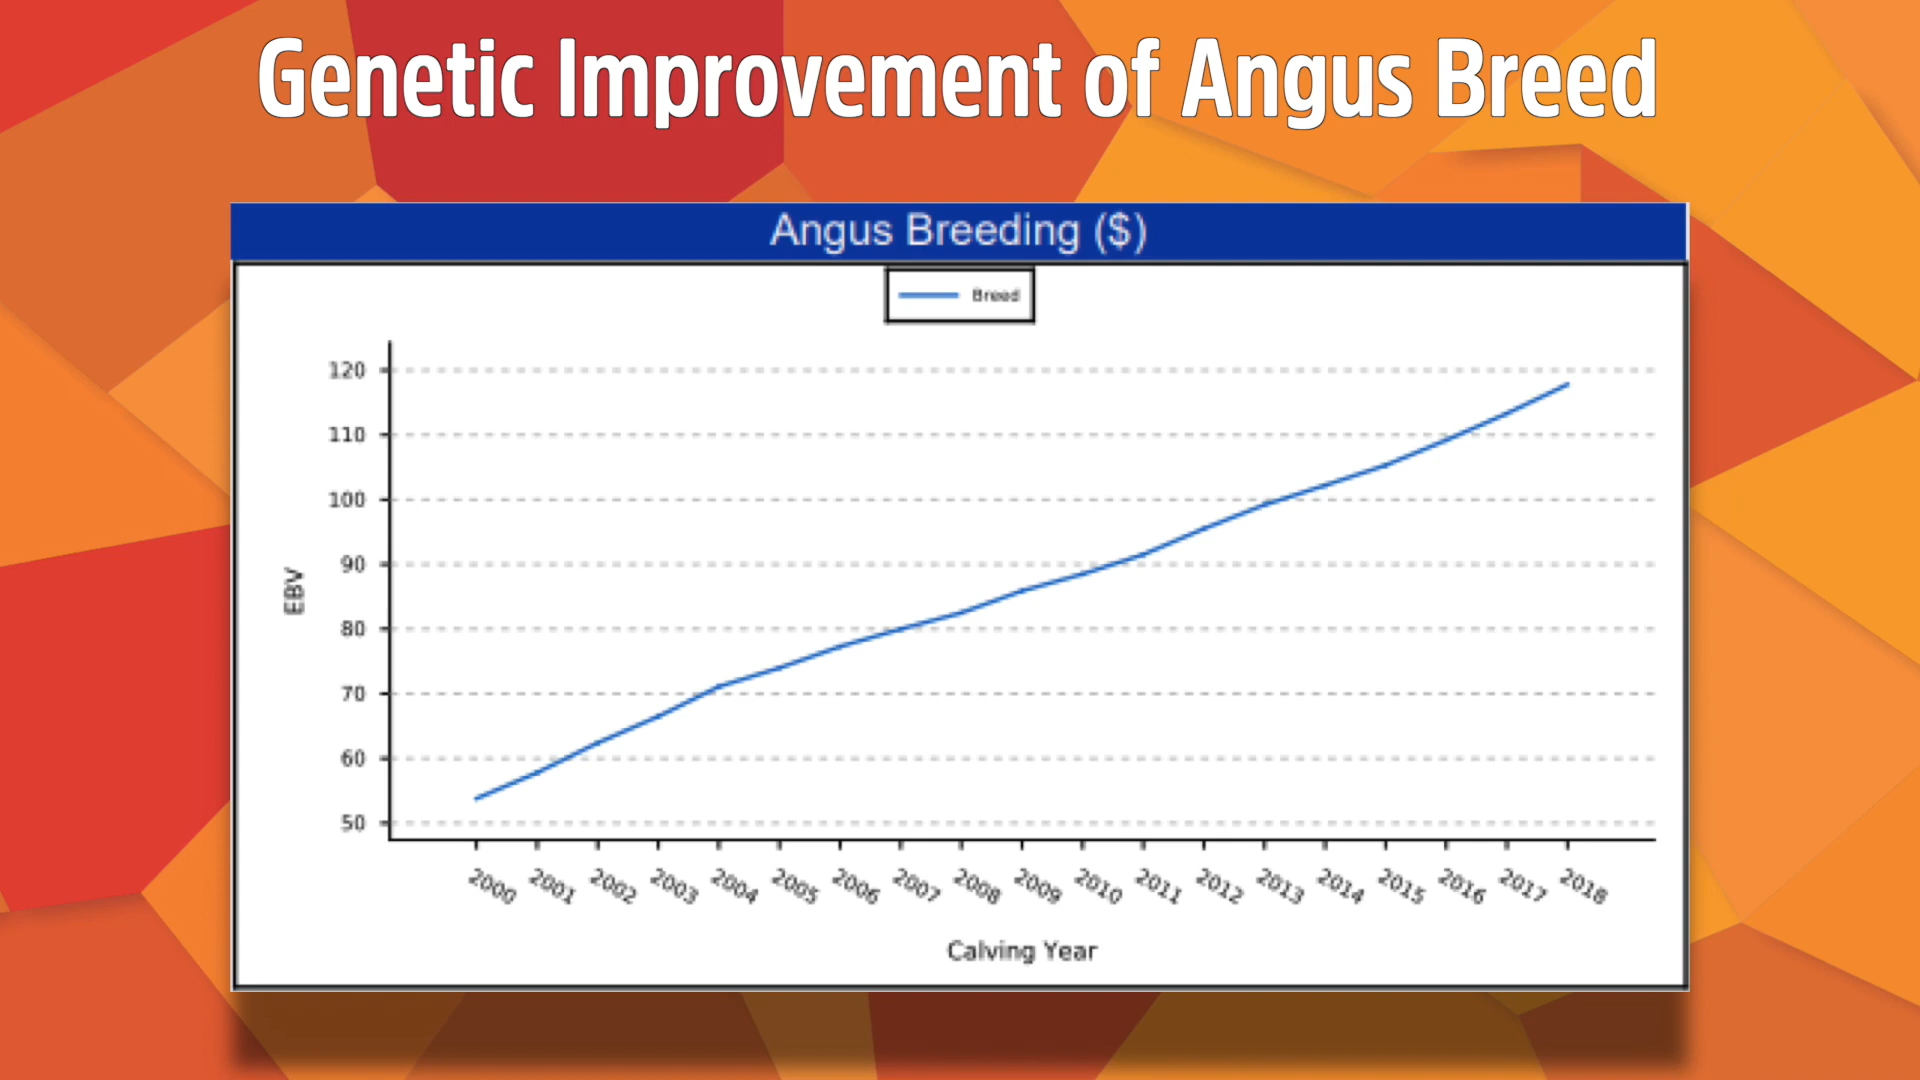 Genetic Improvement of Angus Breed
Angus Breeding ($)
Breed
120
110
100
90
80
70
60
50
EBV
2000 2001 2002 2003 2004 2005 2006 2007 2008 2009 2010 2011 2012 2013 2014 2015 2016 2017 2018
Calving Year